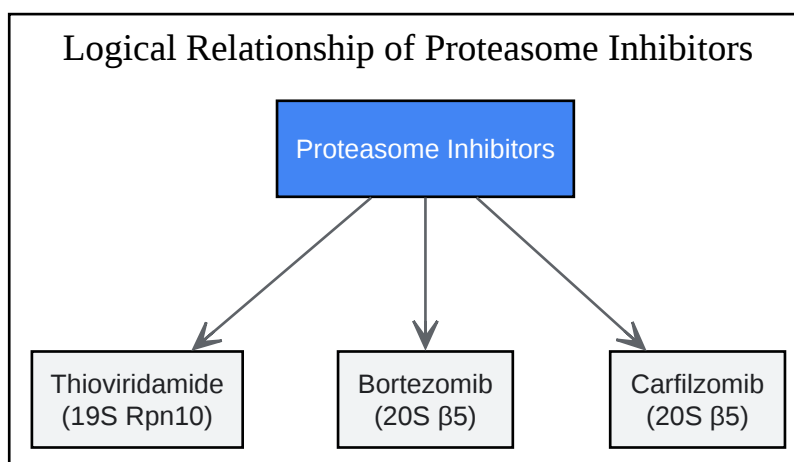 Logical Relationship of Proteasome Inhibitors
Proteasome Inhibitors
Thioviridamide
(19S Rpn10)
Bortezomib
(20S β5)
Carfilzomib
(20S β5)